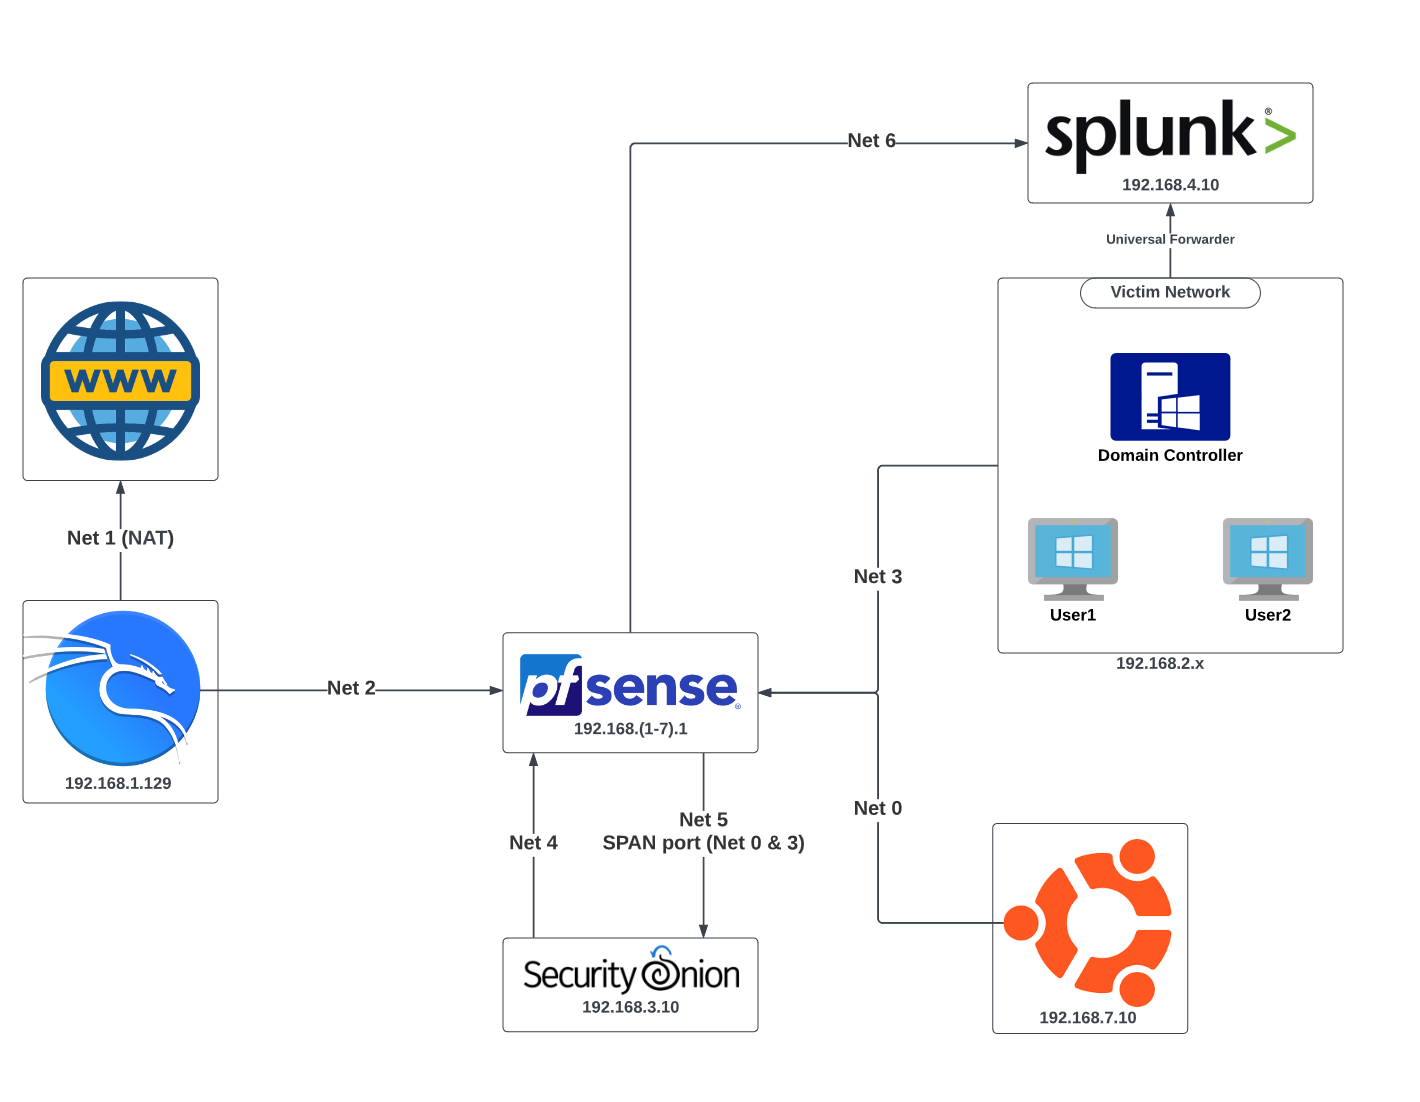 Net 6
splunk>®
192.168.4.10
Universal Forwarder
Victim Network
WWW
Domain Controller
Net 1 (NAT)
Net 3
User1
User2
192.168.2.x
Net 2
pfsense®
192.168.(1-7).1
192.168.1.129
Net 0
Net 4
Net 5
SPAN port (Net 0 & 3)
Security Onion
192.168.3.10
192.168.7.10